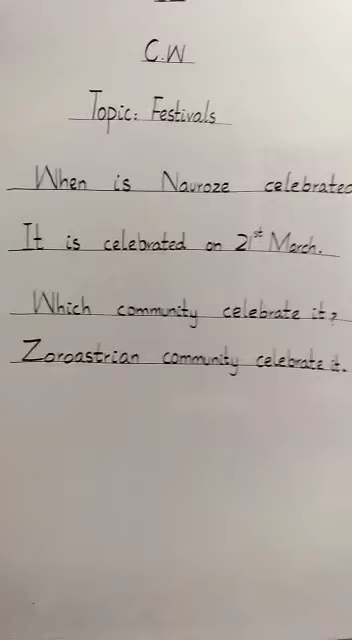 C.W
Topic: Festivals
When is Nauroze celebrated
It is celebrated on 21st March.
Which community celebrate it?
Zoroastrian community celebrate it.